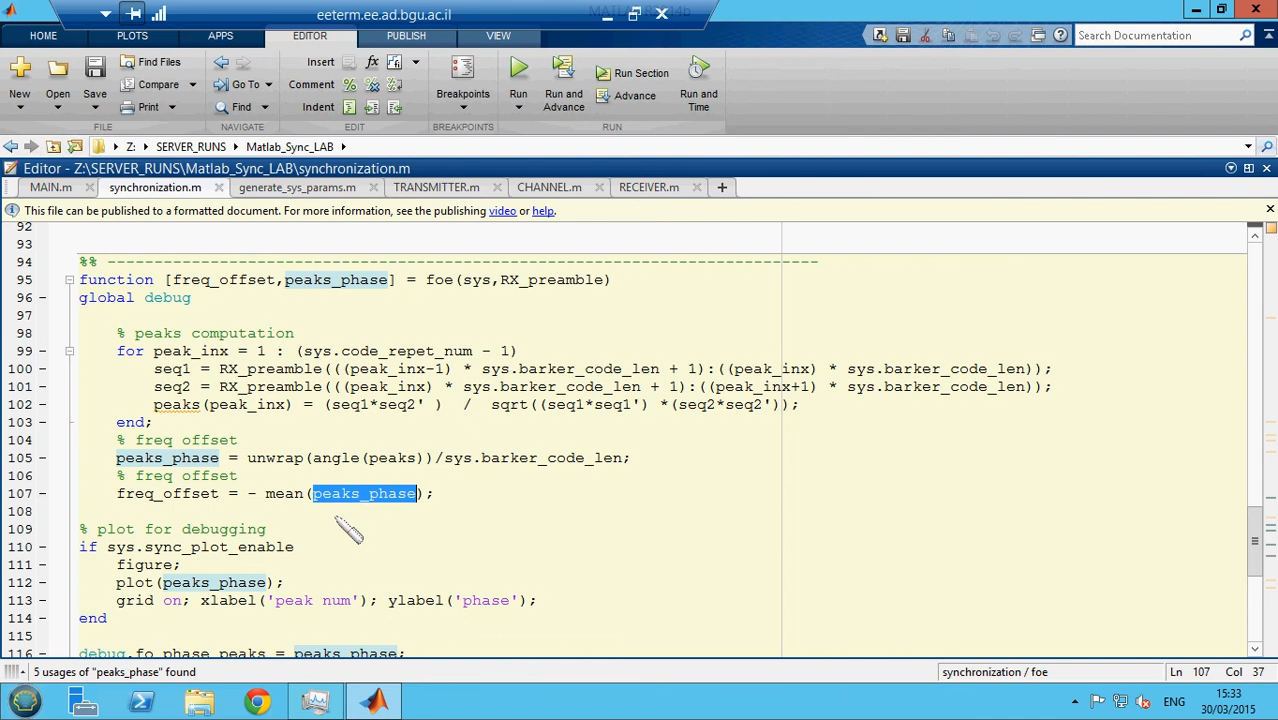 eeterm.ee.ad.bgu.ac.il
HOME PLOTS APPS EDITOR PUBLISH VIEW
Search Documentation
New Open Save Find Files Compare Print
Go To Find
Insert Comment Indent
Breakpoints
Run Run and Advance Run Section Advance Run and Time
FILE NAVIGATE EDIT BREAKPOINTS RUN
Z: SERVER_RUNS Matlab_Sync_LAB
Editor - Z:\SERVER_RUNS\Matlab_Sync_LAB\synchronization.m
MAIN.m synchronization.m generate_sys_params.m TRANSMITTER.m CHANNEL.m RECEIVER.m
This file can be published to a formatted document. For more information, see the publishing video or help.
92
93
94 %% ----------------------------------------------------------------------------
95 function [freq_offset,peaks_phase] = foe(sys,RX_preamble)
96 global debug
97
98 % peaks computation
99 for peak_inx = 1 : (sys.code_repet_num - 1)
100 seq1 = RX_preamble(((peak_inx-1) * sys.barker_code_len + 1):((peak_inx) * sys.barker_code_len));
101 seq2 = RX_preamble(((peak_inx) * sys.barker_code_len + 1):((peak_inx+1) * sys.barker_code_len));
102 peaks(peak_inx) = (seq1*seq2' ) / sqrt((seq1*seq1') *(seq2*seq2'));
103 end;
104 % freq offset
105 peaks_phase = unwrap(angle(peaks))/sys.barker_code_len;
106 % freq offset
107 freq_offset = - mean(peaks_phase);
108
109 % plot for debugging
110 if sys.sync_plot_enable
111 figure;
112 plot(peaks_phase);
113 grid on; xlabel('peak num'); ylabel('phase');
114 end
115
116 debug.fo_phase_peaks = peaks_phase;
5 usages of "peaks_phase" found
synchronization / foe
Ln 107 Col 37
ENG
15:33
30/03/2015